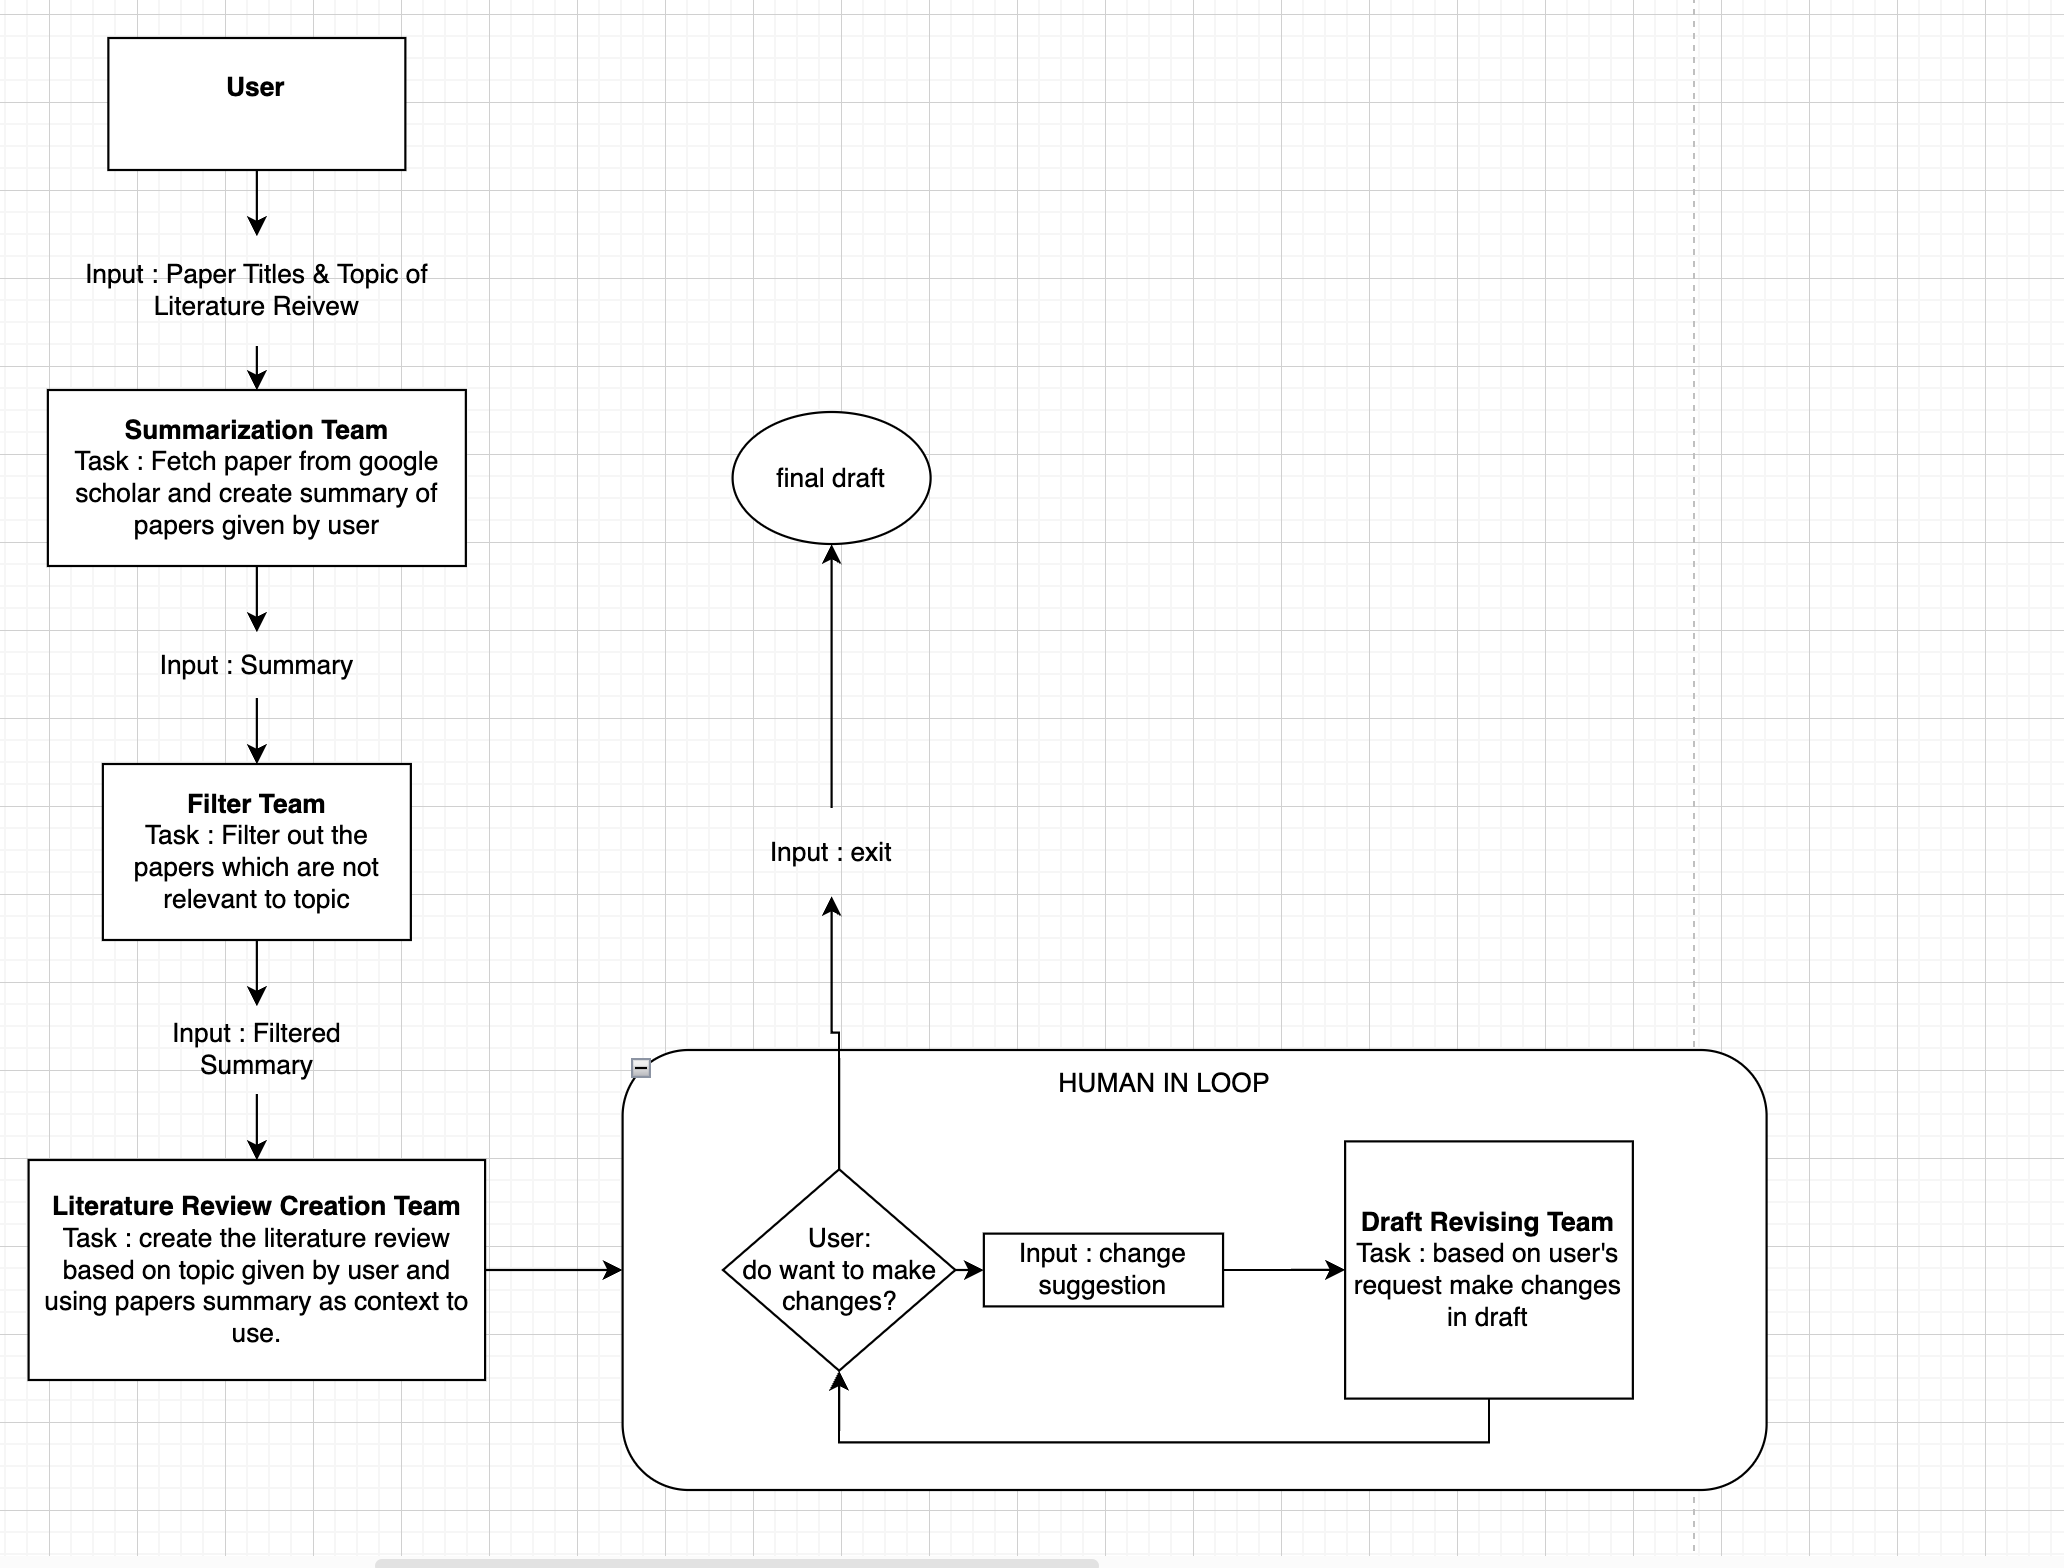 User
Input : Paper Titles & Topic of
Literature Reivew
Summarization Team
Task : Fetch paper from google
scholar and create summary of
papers given by user
final draft
Input : Summary
Filter Team
Task : Filter out the
papers which are not
relevant to topic
Input : exit
Input : Filtered
Summary
HUMAN IN LOOP
Literature Review Creation Team
Task : create the literature review
based on topic given by user and
using papers summary as context to
use.
User:
do want to make
changes?
Input : change
suggestion
Draft Revising Team
Task : based on user's
request make changes
in draft